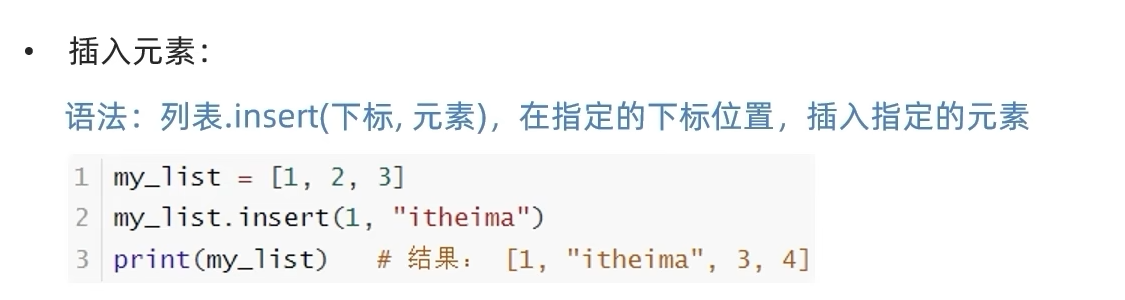 • 插入元素：
语法：列表.insert(下标, 元素)，在指定的下标位置，插入指定的元素
1 my_list = [1, 2, 3]
2 my_list.insert(1, "itheima")
3 print(my_list)   # 结果： [1, "itheima", 3, 4]